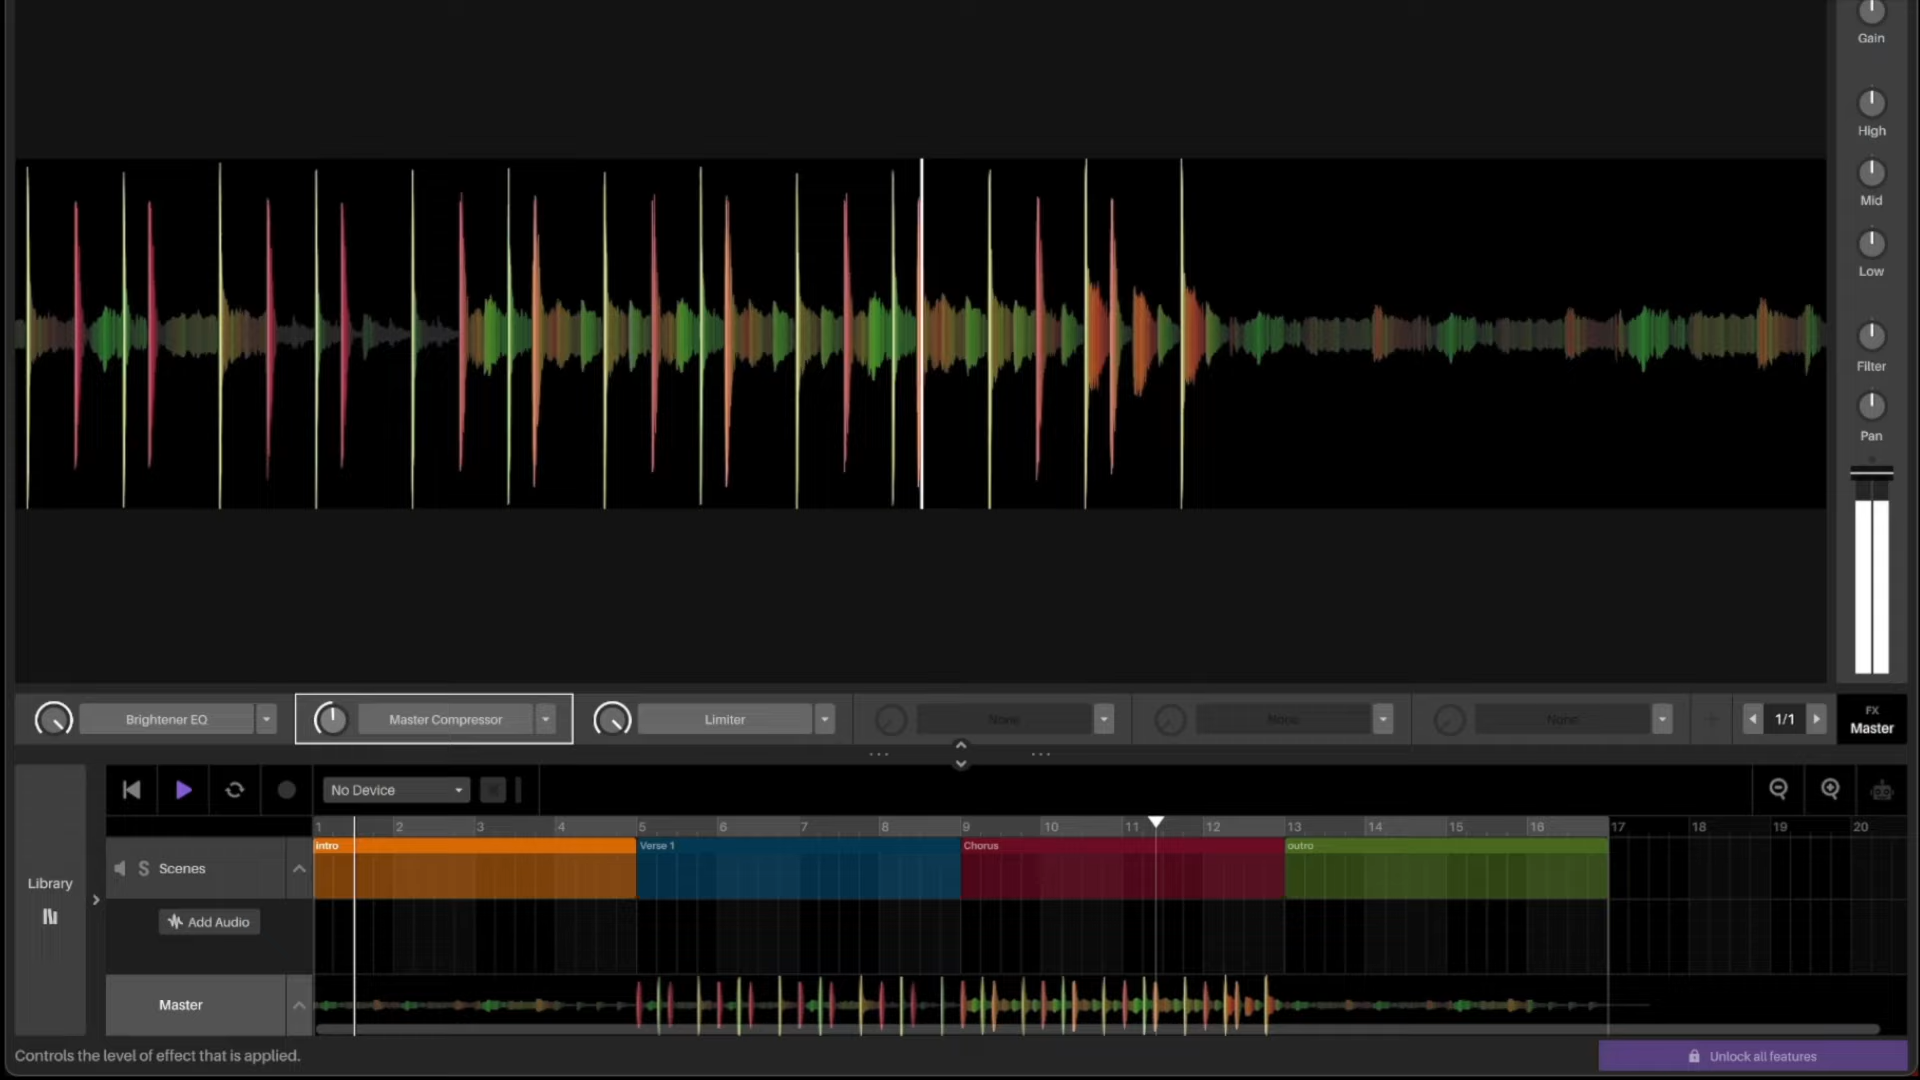 Gain
High
Mid
Low
Filter
Pan
Brightener EQ
Master Compressor
Limiter
None
None
None
1/1
FX
Master
No Device
1 2 3 4 5 6 7 8 9 10 11 12 13 14 15 16 17 18 19 20
Library
S Scenes
intro
Verse 1
Chorus
outro
Add Audio
Master
Controls the level of effect that is applied.
Unlock all features